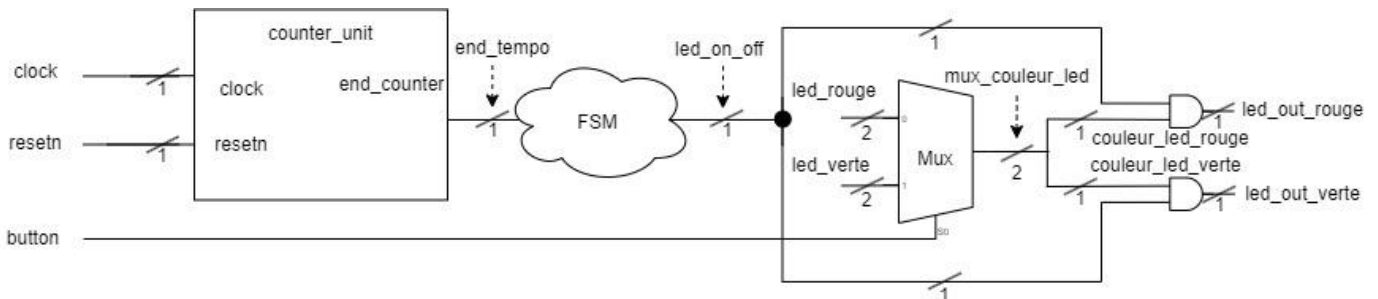 counter_unit
clock
1
clock
end_counter
resetn
1
resetn
end_tempo
1
FSM
led_on_off
1
1
led_rouge
2
0
led_verte
2
1
Mux
S0
mux_couleur_led
2
1
couleur_led_rouge
couleur_led_verte
1
1
led_out_rouge
1
led_out_verte
button
1